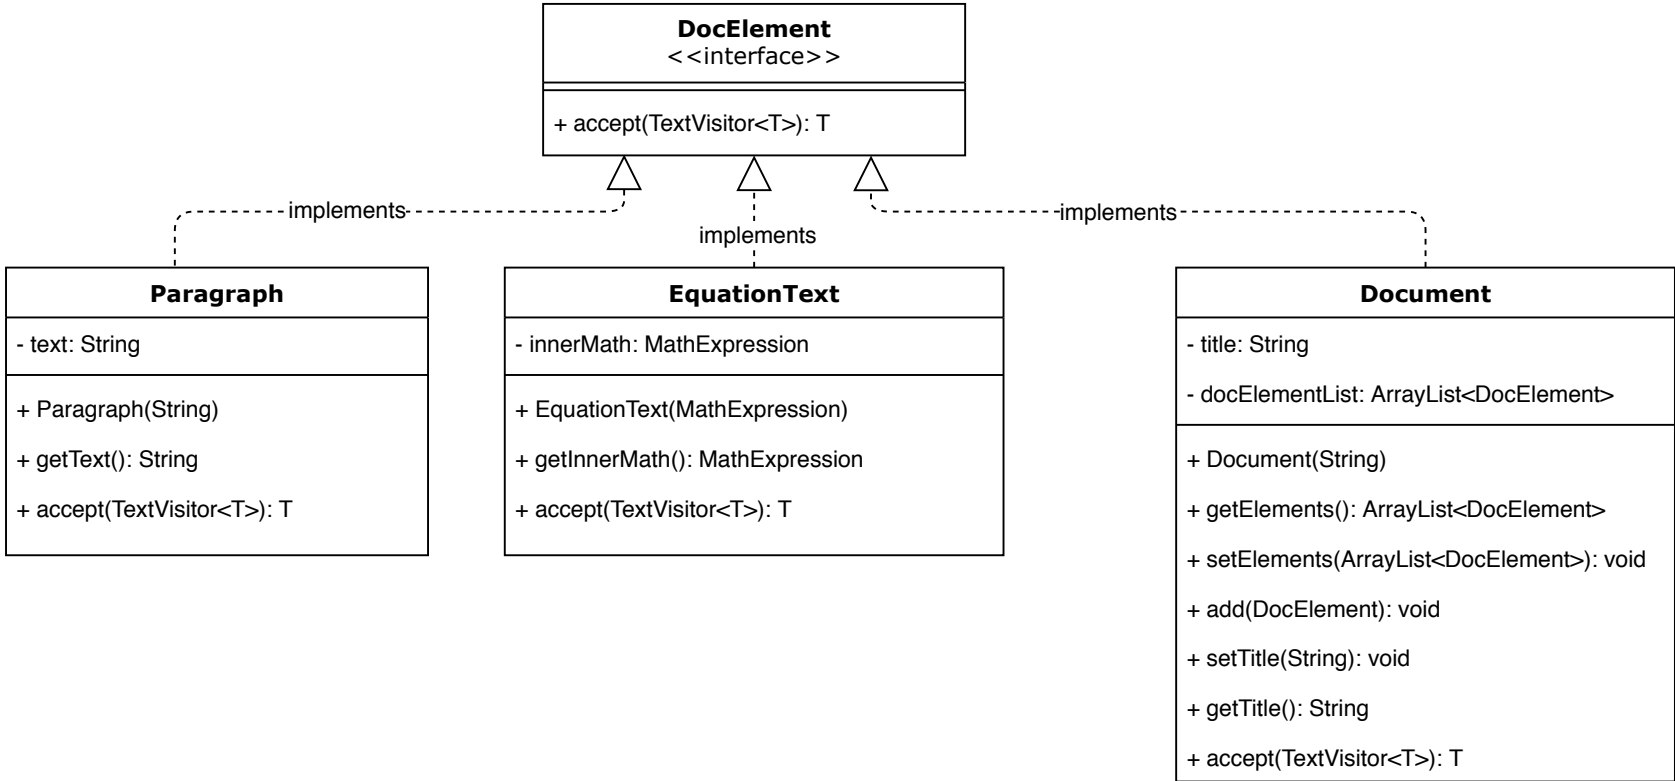 DocElement
<<interface>>
+ accept(TextVisitor<T>): T
implements
implements
implements
Paragraph
- text: String
+ Paragraph(String)
+ getText(): String
+ accept(TextVisitor<T>): T
EquationText
- innerMath: MathExpression
+ EquationText(MathExpression)
+ getInnerMath(): MathExpression
+ accept(TextVisitor<T>): T
Document
- title: String
- docElementList: ArrayList<DocElement>
+ Document(String)
+ getElements(): ArrayList<DocElement>
+ setElements(ArrayList<DocElement>): void
+ add(DocElement): void
+ setTitle(String): void
+ getTitle(): String
+ accept(TextVisitor<T>): T